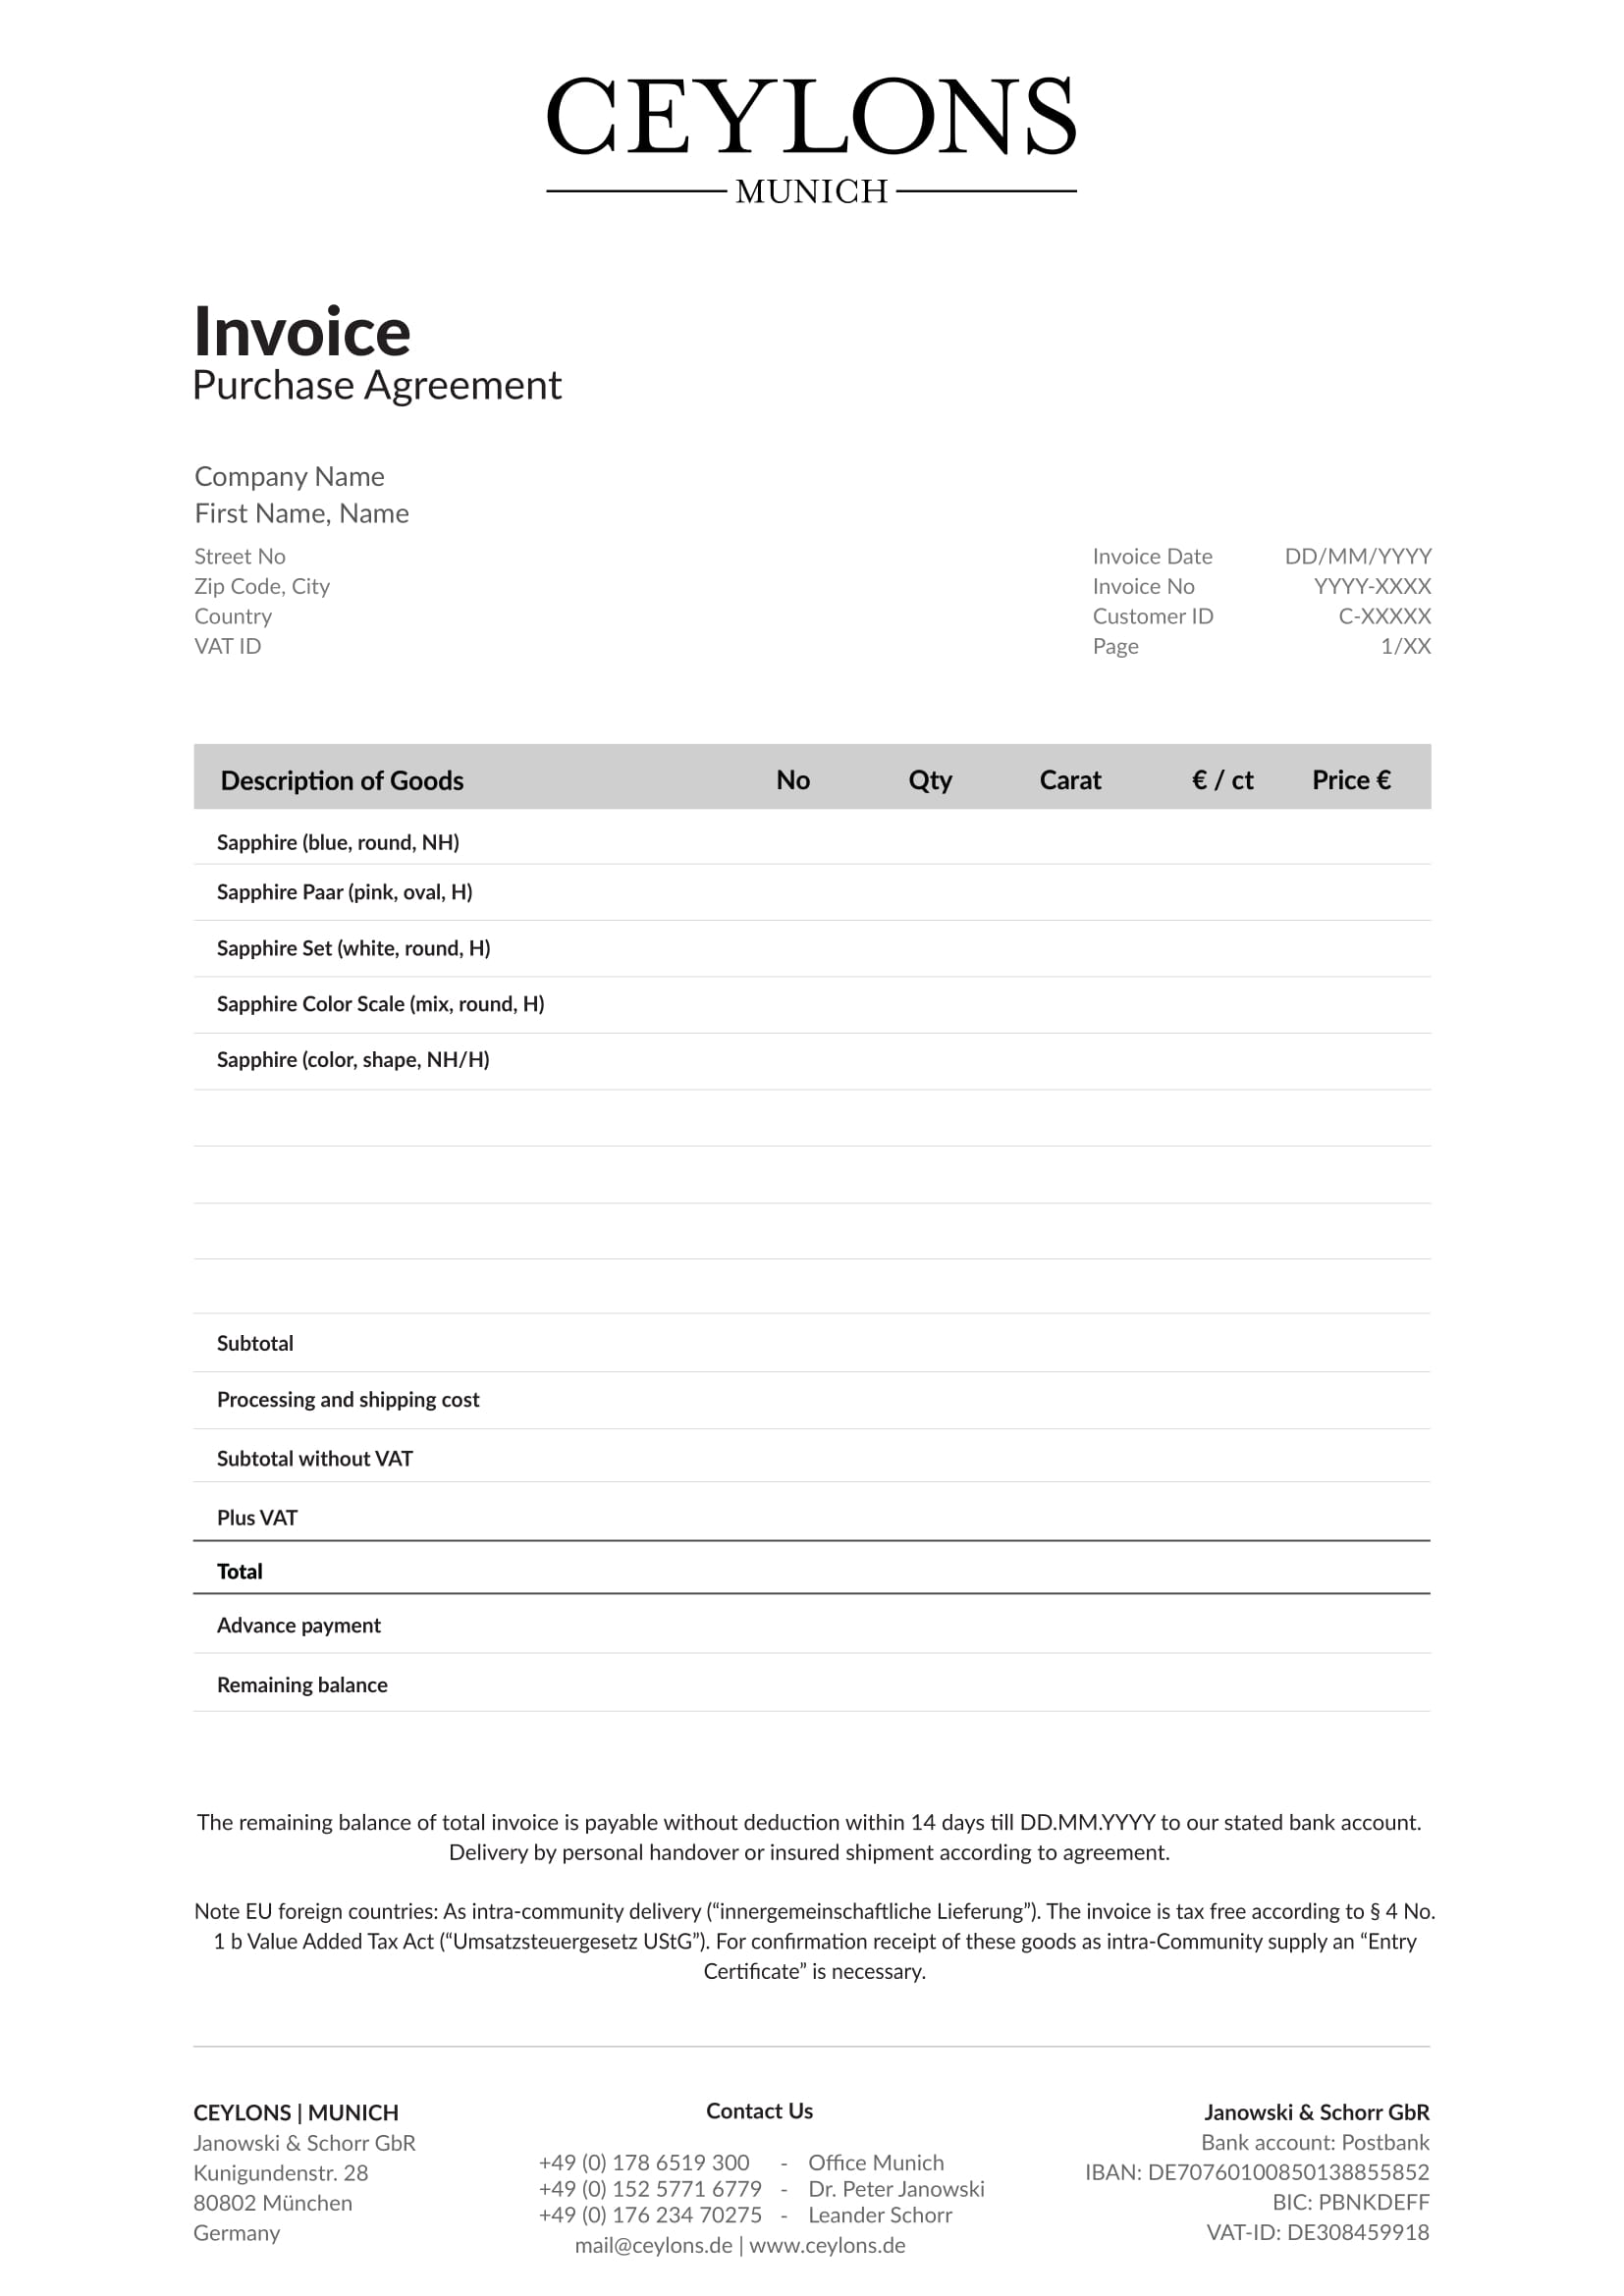 CEYLONS
MUNICH
Invoice
Purchase Agreement
Company Name
First Name, Name
Street No
Zip Code, City
Country
VAT ID
Invoice Date DD/MM/YYYY
Invoice No YYYY-XXXX
Customer ID C-XXXXX
Page 1/XX
Description of Goods No Qty Carat € / ct Price €
Sapphire (blue, round, NH)
Sapphire Paar (pink, oval, H)
Sapphire Set (white, round, H)
Sapphire Color Scale (mix, round, H)
Sapphire (color, shape, NH/H)
Subtotal
Processing and shipping cost
Subtotal without VAT
Plus VAT
Total
Advance payment
Remaining balance
The remaining balance of total invoice is payable without deduction within 14 days till DD.MM.YYYY to our stated bank account.
Delivery by personal handover or insured shipment according to agreement.
Note EU foreign countries: As intra-community delivery (“innergemeinschaftliche Lieferung”). The invoice is tax free according to § 4 No.
1 b Value Added Tax Act (“Umsatzsteuergesetz UStG”). For confirmation receipt of these goods as intra-Community supply an “Entry
Certificate” is necessary.
CEYLONS | MUNICH
Janowski & Schorr GbR
Kunigundenstr. 28
80802 München
Germany
Contact Us
+49 (0) 178 6519 300 - Office Munich
+49 (0) 152 5771 6779 - Dr. Peter Janowski
+49 (0) 176 234 70275 - Leander Schorr
mail@ceylons.de | www.ceylons.de
Janowski & Schorr GbR
Bank account: Postbank
IBAN: DE70760100850138855852
BIC: PBNKDEFF
VAT-ID: DE308459918